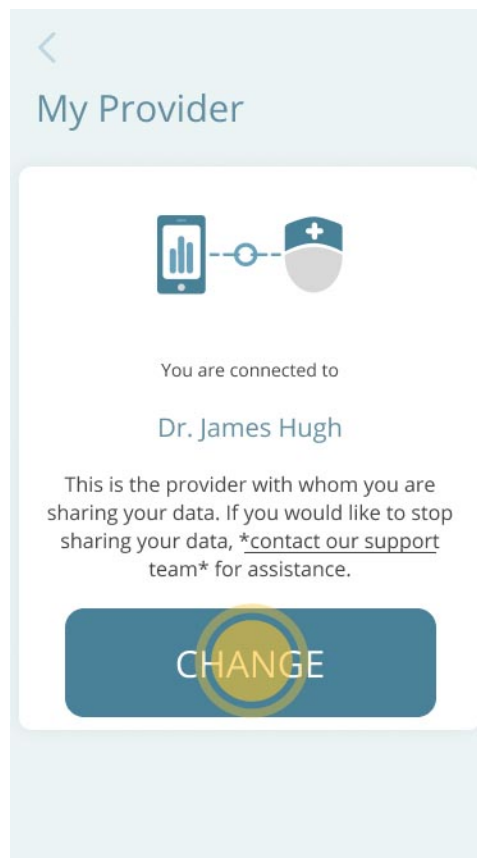 My Provider
You are connected to
Dr. James Hugh
This is the provider with whom you are
sharing your data. If you would like to stop
sharing your data, *contact our support
team* for assistance.
CHANGE